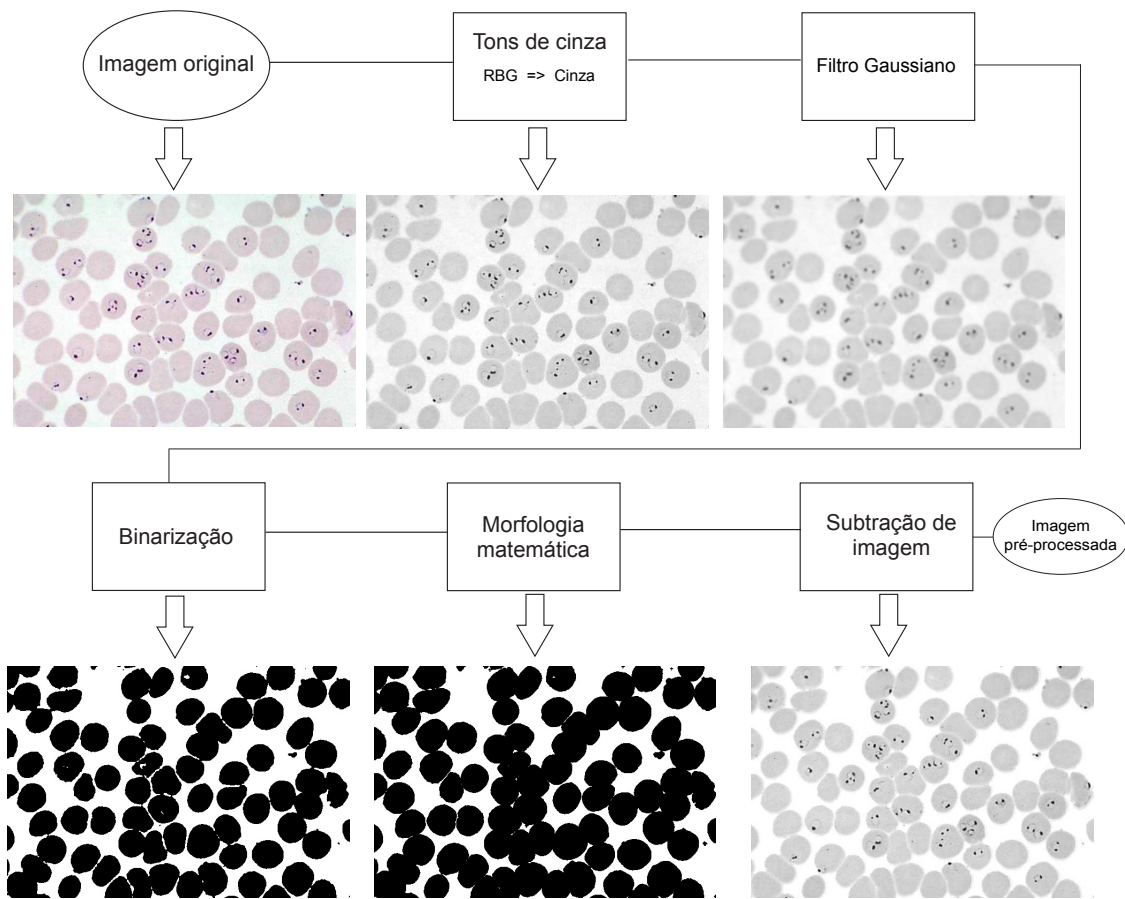 Imagem original
Tons de cinza
RBG => Cinza
Filtro Gaussiano
Binarização
Morfologia
matemática
Subtração de
imagem
Imagem
pré-processada